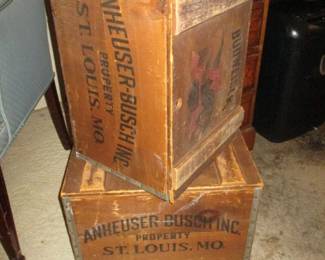 ANHEUSER-BUSCH INC.
PROPERTY
ST. LOUIS, MO.
ANHEUSER-BUSCH INC.
PROPERTY
ST. LOUIS, MO.